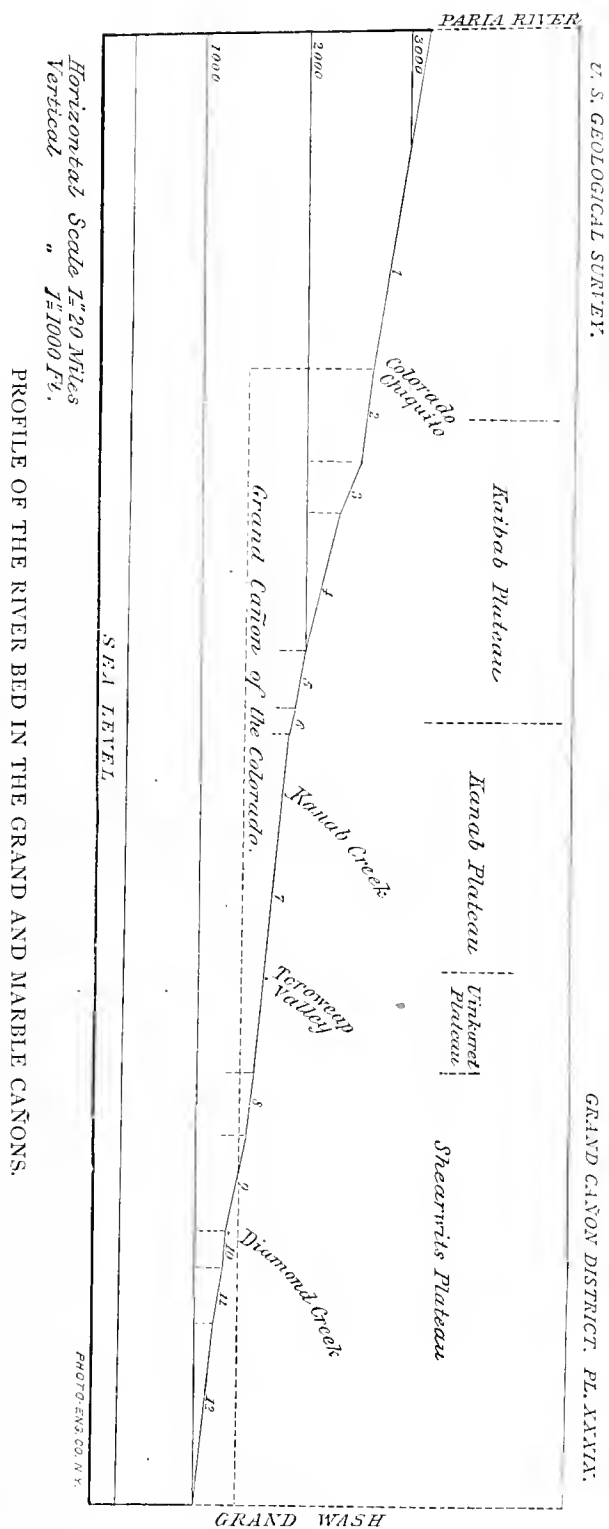 U. S. GEOLOGICAL SURVEY.
GRAND CAÑON DISTRICT. PL. XXXIX.
PARIA RIVER
3000
2000
1000
Kaibab Plateau
Kanab Plateau
Uinkaret
Plateau
Shearwits Plateau
Colorado
Chiquito
Kanab Creek
Toroweap
Valley
Diamond Creek
1
2
3
4
5
6
7
8
9
10
11
12
Grand Cañon of the Colorado.
SEA LEVEL
GRAND WASH
Horizontal Scale 1"=20 Miles
Vertical " 1"=1000 Ft.
PHOTO-ENG. CO. N.Y.
PROFILE OF THE RIVER BED IN THE GRAND AND MARBLE CAÑONS.